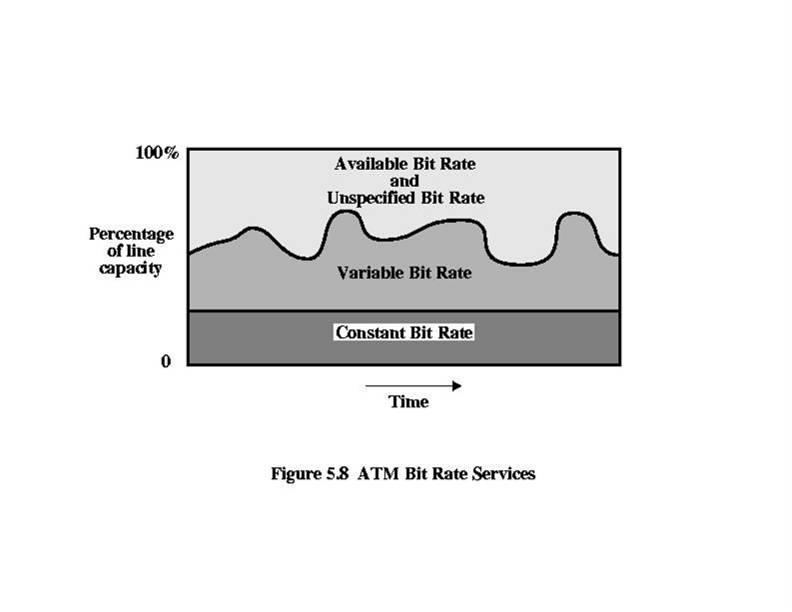 100%
Available Bit Rate
and
Unspecified Bit Rate
Percentage
of line
capacity
Variable Bit Rate
Constant Bit Rate
0
Time
Figure 5.8 ATM Bit Rate Services